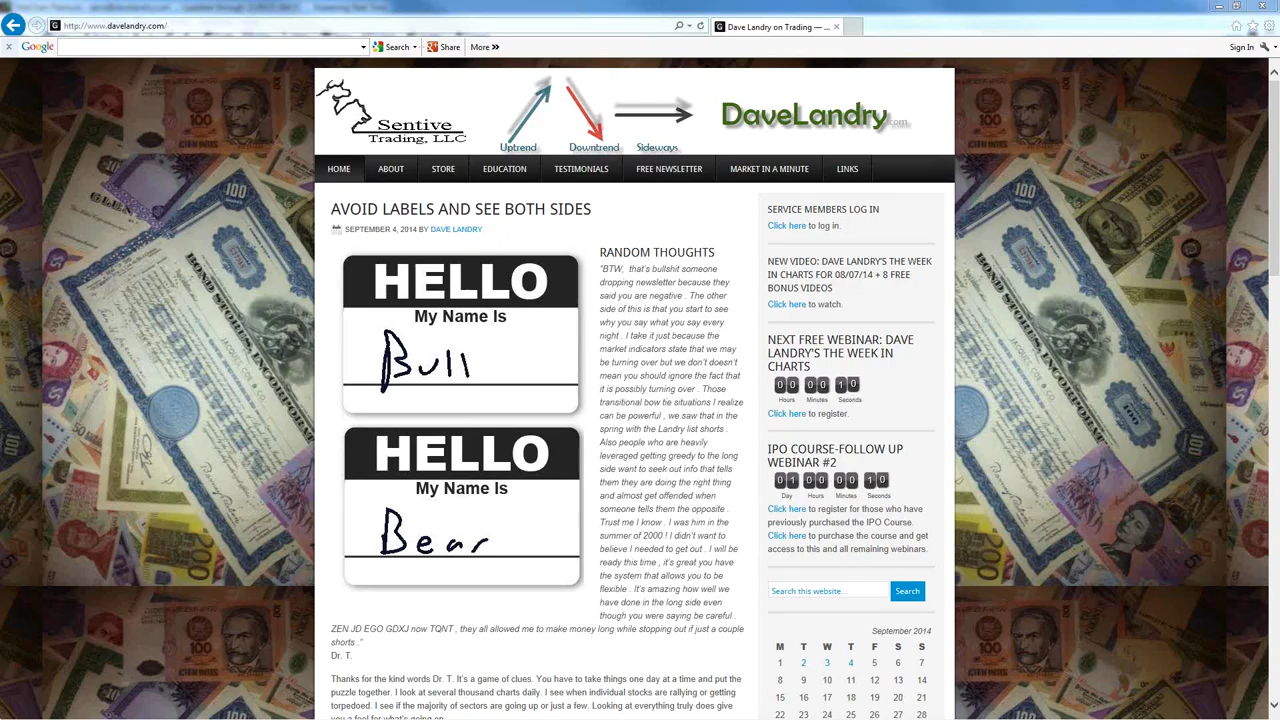 http://www.davelandry.com/
Dave Landry on Trading — ...
Google
Search
Share
More »
Sign In
Sentive
Trading, LLC
Uptrend
Downtrend
Sideways
DaveLandry.com
HOME
ABOUT
STORE
EDUCATION
TESTIMONIALS
FREE NEWSLETTER
MARKET IN A MINUTE
LINKS
AVOID LABELS AND SEE BOTH SIDES
SEPTEMBER 4, 2014 BY DAVE LANDRY
HELLO
My Name Is
Bull
HELLO
My Name Is
Bear
RANDOM THOUGHTS
"BTW, that's bullshit someone
dropping newsletter because they
said you are negative . The other
side of this is that you start to see
why you say what you say every
night . I take it just because the
market indicators state that we may
be turning over but we don't doesn't
mean you should ignore the fact that
it is possibly turning over . Those
transitional bow tie situations I realize
can be powerful , we saw that in the
spring with the Landry list shorts .
Also people who are heavily
leveraged getting greedy to the long
side want to seek out info that tells
them they are doing the right thing
and almost get offended when
someone tells them the opposite .
Trust me I know . I was him in the
summer of 2000 ! I didn't want to
believe I needed to get out . I will be
ready this time , it's great you have
the system that allows you to be
flexible . It's amazing how well we
have done in the long side even
though you were saying be careful .
ZEN JD EGO GDXJ now TQNT , they all allowed me to make money long while stopping out if just a couple
shorts ."
Dr. T.
Thanks for the kind words Dr. T. It's a game of clues. You have to take things one day at a time and put the
puzzle together. I look at several thousand charts daily. I see when individual stocks are rallying or getting
torpedoed. I see if the majority of sectors are going up or just a few. Looking at everything truly does give
you a feel for what's going on
SERVICE MEMBERS LOG IN
Click here to log in.
NEW VIDEO: DAVE LANDRY'S THE WEEK
IN CHARTS FOR 08/07/14 + 8 FREE
BONUS VIDEOS
Click here to watch.
NEXT FREE WEBINAR: DAVE
LANDRY'S THE WEEK IN
CHARTS
00 00 10
Hours Minutes Seconds
Click here to register.
IPO COURSE-FOLLOW UP
WEBINAR #2
01 00 00 10
Day Hours Minutes Seconds
Click here to register for those who have
previously purchased the IPO Course.
Click here to purchase the course and get
access to this and all remaining webinars.
Search this website...
Search
September 2014
M T W T F S S
1 2 3 4 5 6 7
8 9 10 11 12 13 14
15 16 17 18 19 20 21
22 23 24 25 26 27 28